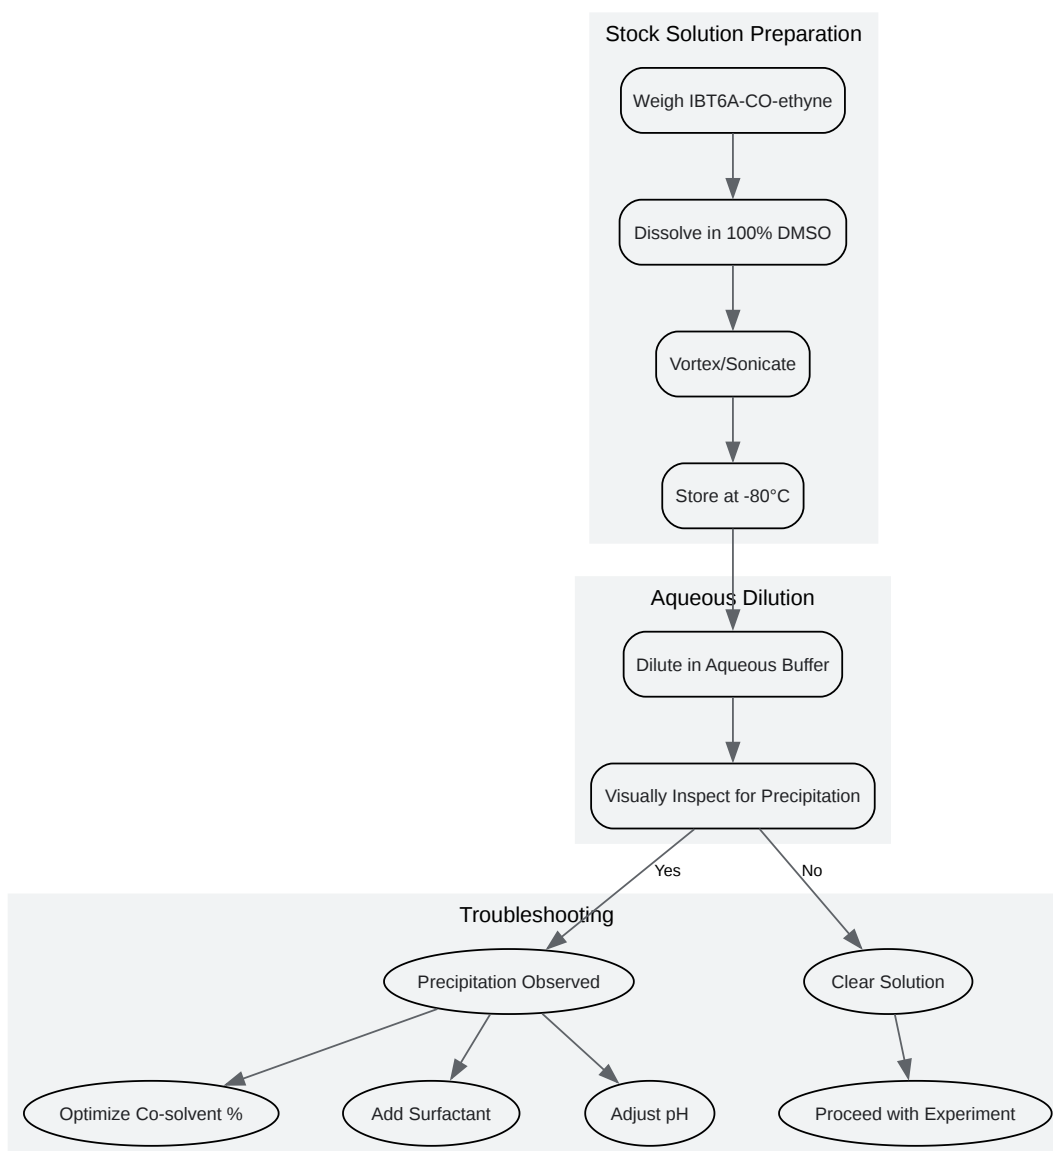 Stock Solution Preparation
Weigh IBT6A-CO-ethyne
Dissolve in 100% DMSO
Vortex/Sonicate
Store at -80°C
Aqueous Dilution
Dilute in Aqueous Buffer
Visually Inspect for Precipitation
Yes
No
Troubleshooting
Precipitation Observed
Clear Solution
Optimize Co-solvent %
Add Surfactant
Adjust pH
Proceed with Experiment